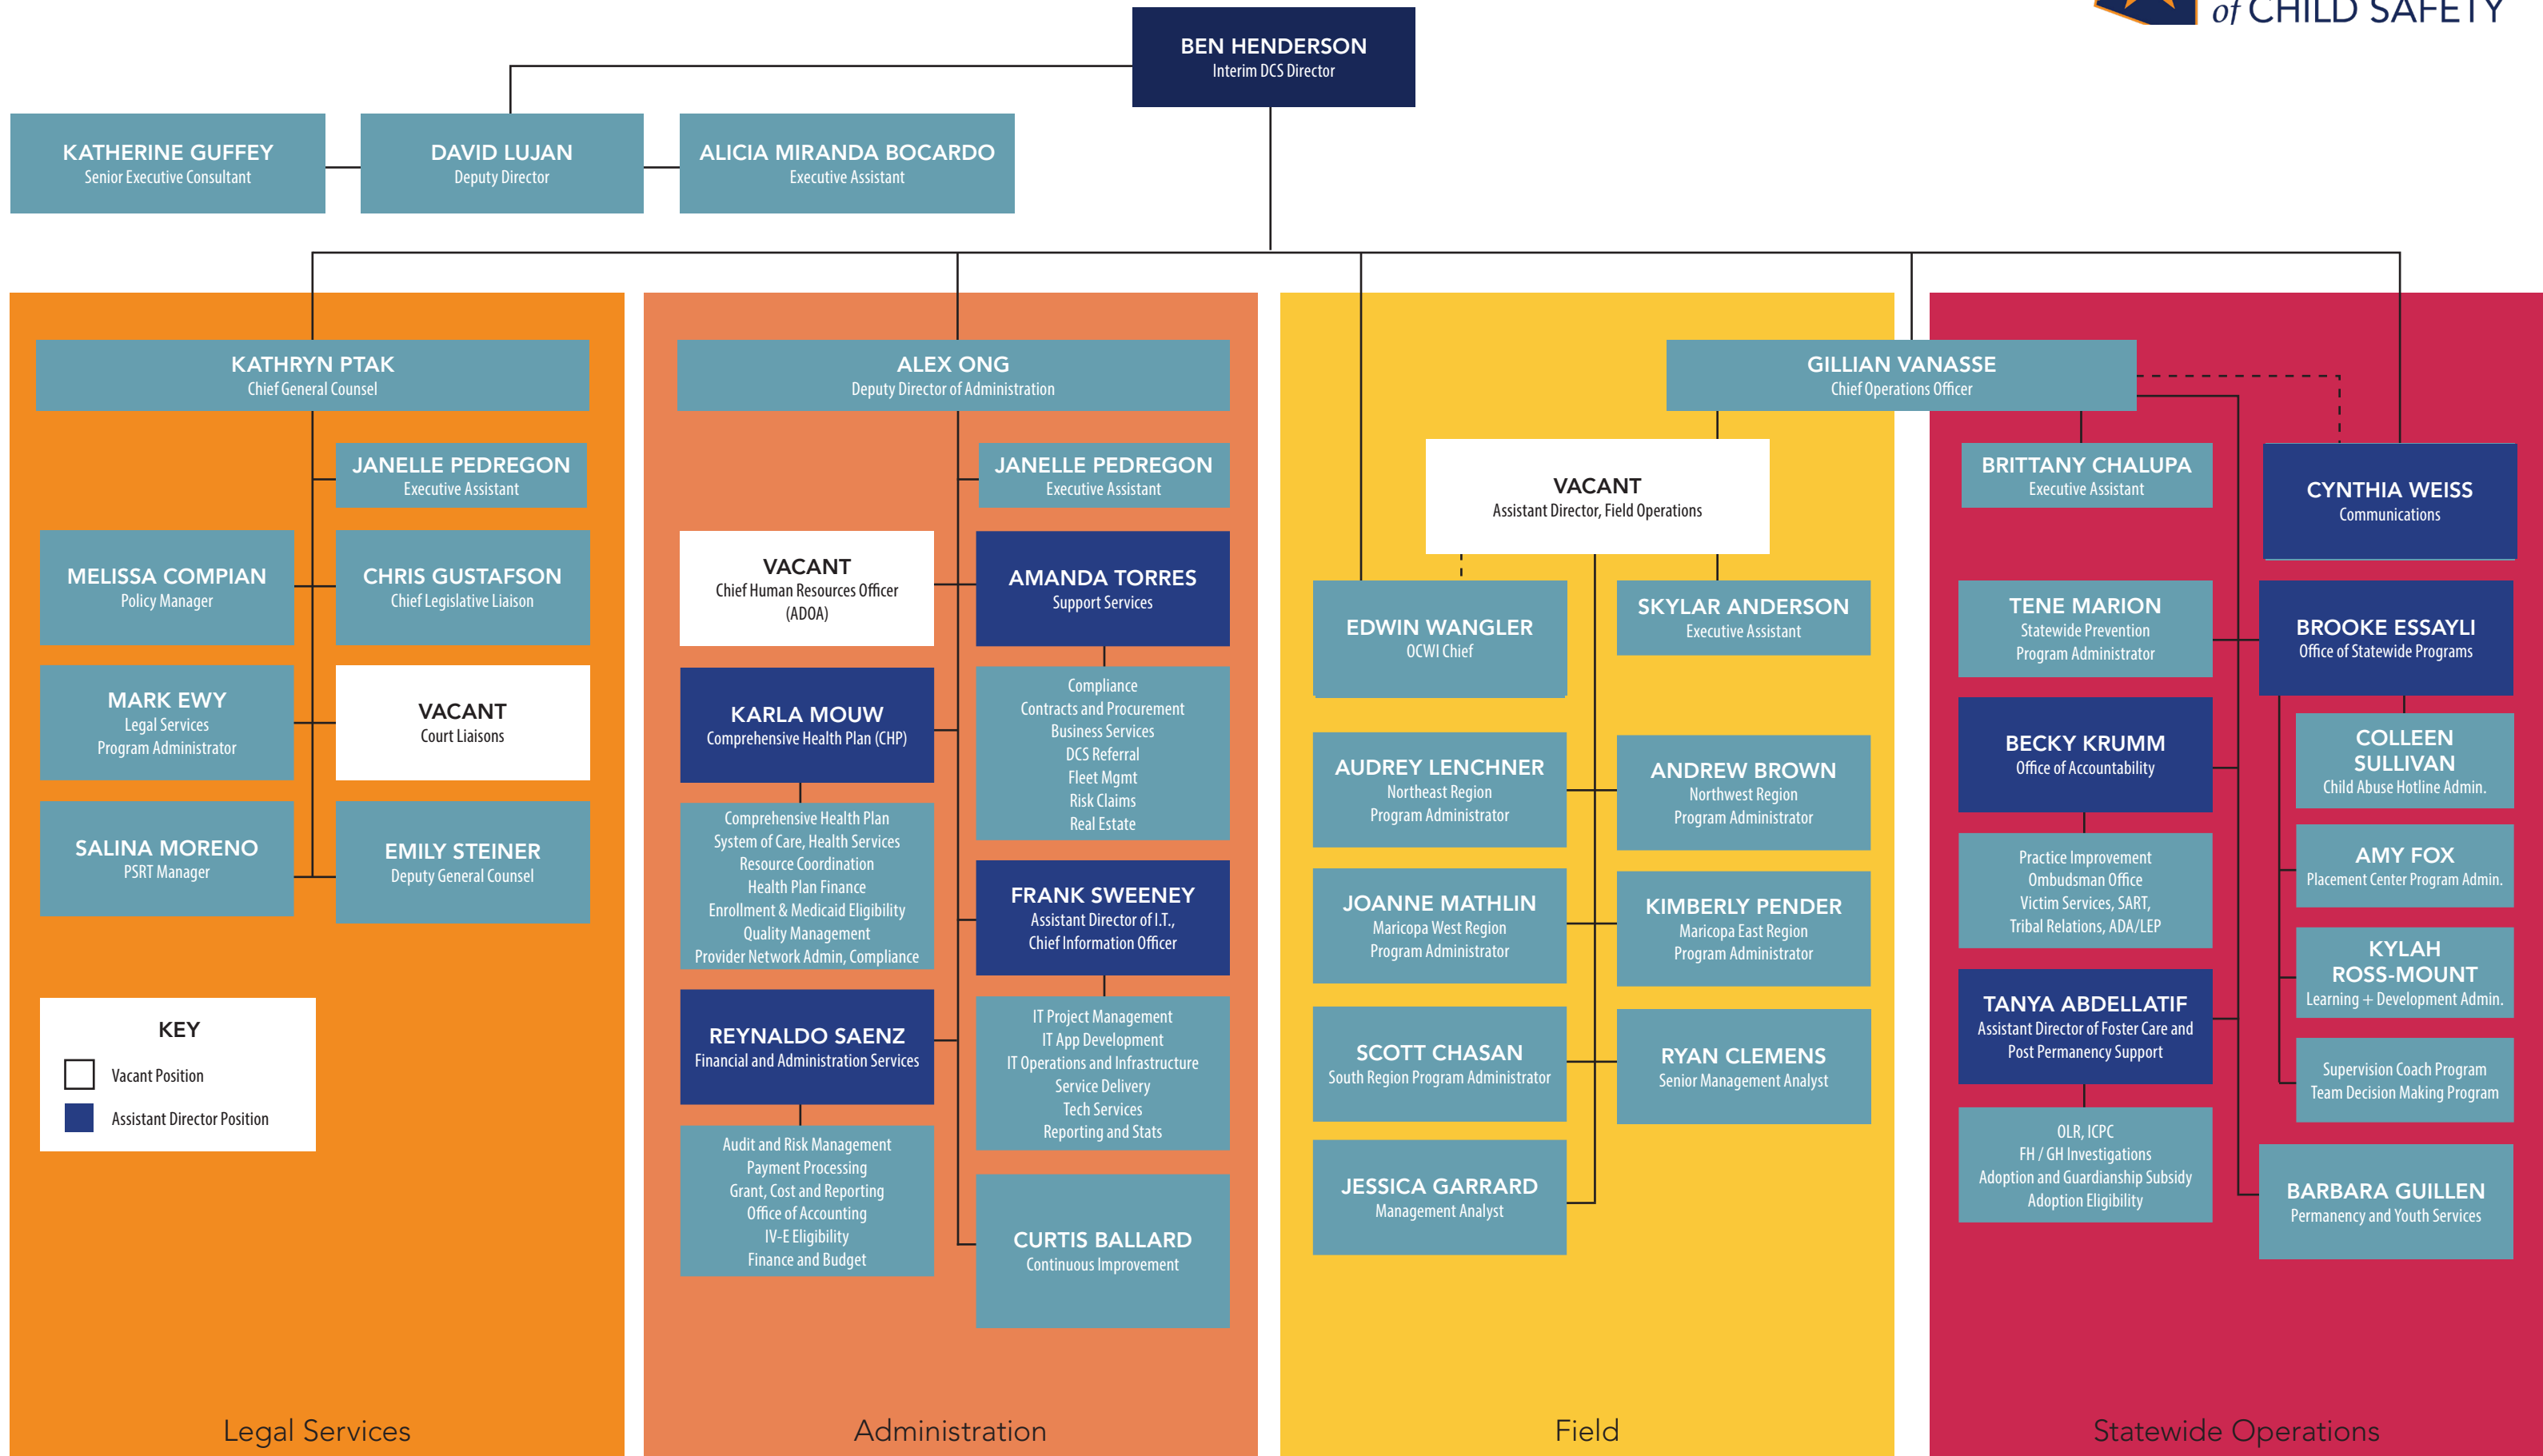 of CHILD SAFETY
BEN HENDERSON
Interim DCS Director
KATHERINE GUFFEY
Senior Executive Consultant
DAVID LUJAN
Deputy Director
ALICIA MIRANDA BOCARDO
Executive Assistant
KATHRYN PTAK
Chief General Counsel
JANELLE PEDREGON
Executive Assistant
MELISSA COMPIAN
Policy Manager
CHRIS GUSTAFSON
Chief Legislative Liaison
MARK EWY
Legal Services
Program Administrator
VACANT
Court Liaisons
SALINA MORENO
PSRT Manager
EMILY STEINER
Deputy General Counsel
KEY
Vacant Position
Assistant Director Position
Legal Services
ALEX ONG
Deputy Director of Administration
JANELLE PEDREGON
Executive Assistant
VACANT
Chief Human Resources Officer
(ADOA)
AMANDA TORRES
Support Services
Compliance
Contracts and Procurement
Business Services
DCS Referral
Fleet Mgmt
Risk Claims
Real Estate
KARLA MOUW
Comprehensive Health Plan (CHP)
Comprehensive Health Plan
System of Care, Health Services
Resource Coordination
Health Plan Finance
Enrollment & Medicaid Eligibility
Quality Management
Provider Network Admin, Compliance
FRANK SWEENEY
Assistant Director of I.T.,
Chief Information Officer
IT Project Management
IT App Development
IT Operations and Infrastructure
Service Delivery
Tech Services
Reporting and Stats
REYNALDO SAENZ
Financial and Administration Services
Audit and Risk Management
Payment Processing
Grant, Cost and Reporting
Office of Accounting
IV-E Eligibility
Finance and Budget
CURTIS BALLARD
Continuous Improvement
Administration
GILLIAN VANASSE
Chief Operations Officer
VACANT
Assistant Director, Field Operations
EDWIN WANGLER
OCWI Chief
SKYLAR ANDERSON
Executive Assistant
AUDREY LENCHNER
Northeast Region
Program Administrator
ANDREW BROWN
Northwest Region
Program Administrator
JOANNE MATHLIN
Maricopa West Region
Program Administrator
KIMBERLY PENDER
Maricopa East Region
Program Administrator
SCOTT CHASAN
South Region Program Administrator
RYAN CLEMENS
Senior Management Analyst
JESSICA GARRARD
Management Analyst
Field
BRITTANY CHALUPA
Executive Assistant
CYNTHIA WEISS
Communications
TENE MARION
Statewide Prevention
Program Administrator
BROOKE ESSAYLI
Office of Statewide Programs
BECKY KRUMM
Office of Accountability
Practice Improvement
Ombudsman Office
Victim Services, SART,
Tribal Relations, ADA/LEP
COLLEEN
SULLIVAN
Child Abuse Hotline Admin.
AMY FOX
Placement Center Program Admin.
KYLAH
ROSS-MOUNT
Learning + Development Admin.
Supervision Coach Program
Team Decision Making Program
TANYA ABDELLATIF
Assistant Director of Foster Care and
Post Permanency Support
OLR, ICPC
FH / GH Investigations
Adoption and Guardianship Subsidy
Adoption Eligibility
BARBARA GUILLEN
Permanency and Youth Services
Statewide Operations